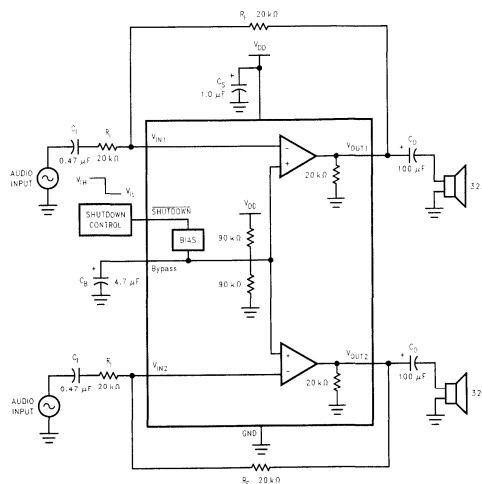 Rf 20 kΩ
VDD
+
CS
1.0 µF
CI
Ri
VIN1
VOUT1
CO
0.47 µF
20 kΩ
-
+
+
100 µF
AUDIO
INPUT
VIH
VIL
20 kΩ
32
SHUTDOWN
CONTROL
SHUTDOWN
VDD
BIAS
90 kΩ
Bypass
+
CB
4.7 µF
90 kΩ
CI
Ri
VIN2
+
-
VOUT2
+
CO
0.47 µF
20 kΩ
20 kΩ
100 µF
AUDIO
INPUT
32
GND
20 kΩ